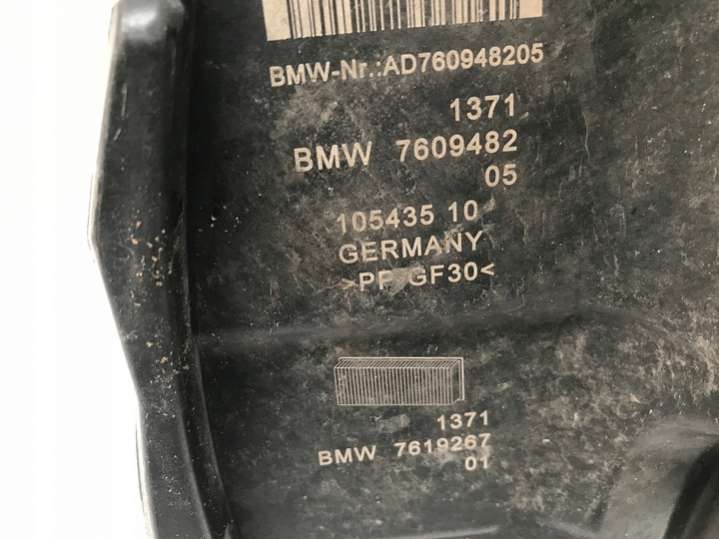 BMW-Nr.:AD760948205
1371
BMW 7609482
05
105435 10
GERMANY
>PP GF30<
1371
BMW 7619267
01